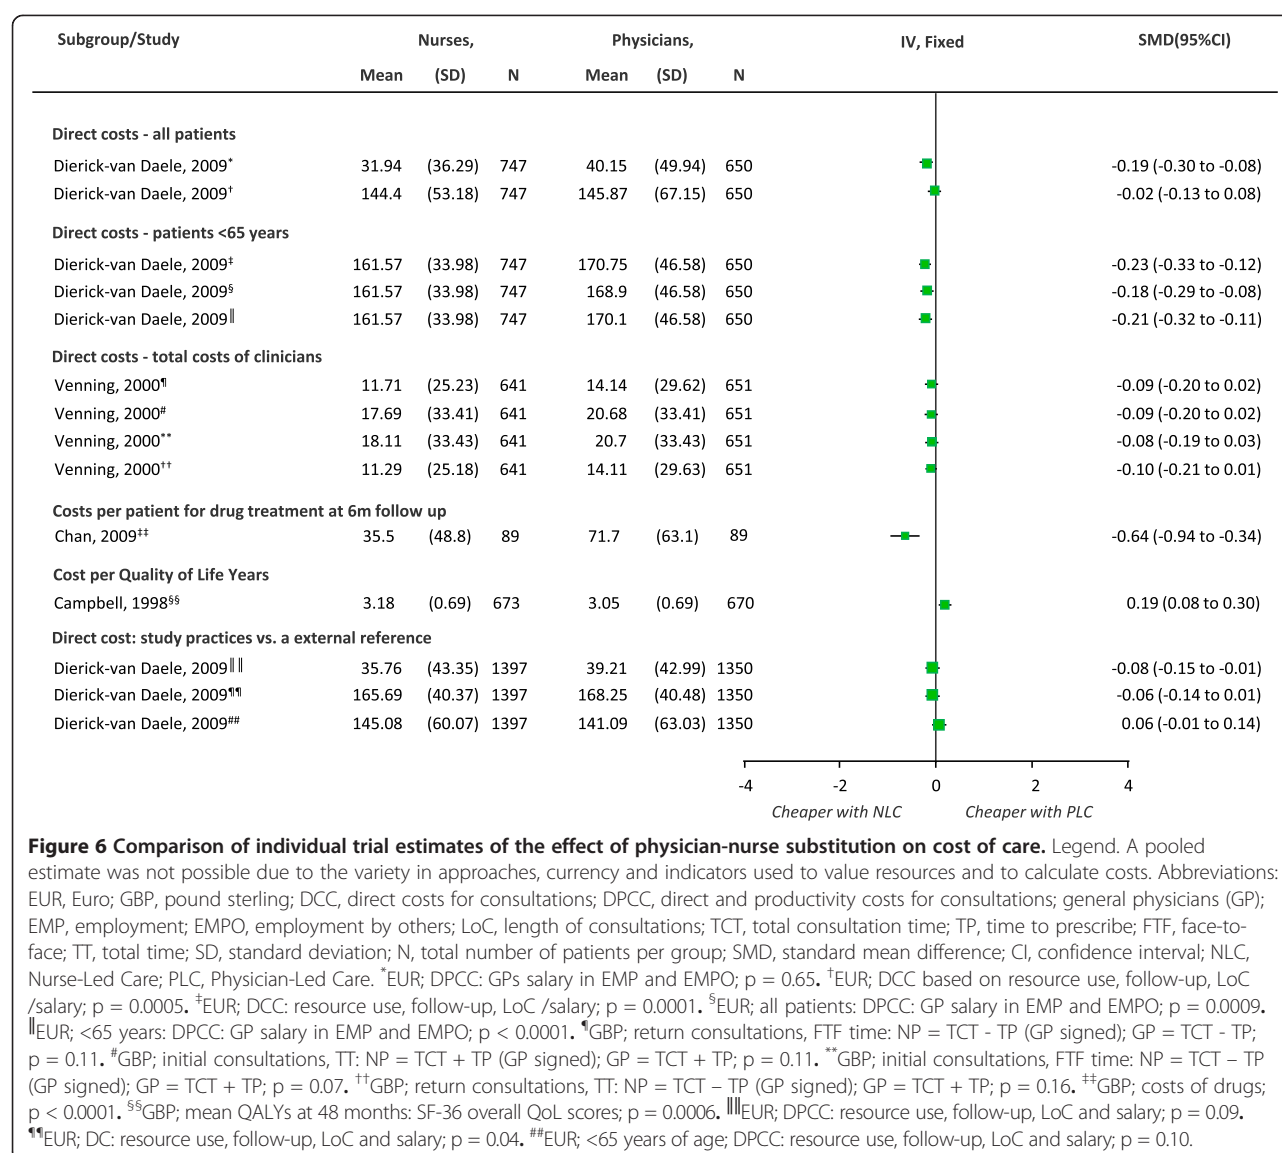 Subgroup/Study Nurses, Physicians, IV, Fixed SMD(95%CI)
Mean (SD) N Mean (SD) N
Direct costs - all patients
Dierick-van Daele, 2009* 31.94 (36.29) 747 40.15 (49.94) 650 -0.19 (-0.30 to -0.08)
Dierick-van Daele, 2009† 144.4 (53.18) 747 145.87 (67.15) 650 -0.02 (-0.13 to 0.08)
Direct costs - patients <65 years
Dierick-van Daele, 2009‡ 161.57 (33.98) 747 170.75 (46.58) 650 -0.23 (-0.33 to -0.12)
Dierick-van Daele, 2009§ 161.57 (33.98) 747 168.9 (46.58) 650 -0.18 (-0.29 to -0.08)
Dierick-van Daele, 2009‖ 161.57 (33.98) 747 170.1 (46.58) 650 -0.21 (-0.32 to -0.11)
Direct costs - total costs of clinicians
Venning, 2000¶ 11.71 (25.23) 641 14.14 (29.62) 651 -0.09 (-0.20 to 0.02)
Venning, 2000# 17.69 (33.41) 641 20.68 (33.41) 651 -0.09 (-0.20 to 0.02)
Venning, 2000** 18.11 (33.43) 641 20.7 (33.43) 651 -0.08 (-0.19 to 0.03)
Venning, 2000†† 11.29 (25.18) 641 14.11 (29.63) 651 -0.10 (-0.21 to 0.01)
Costs per patient for drug treatment at 6m follow up
Chan, 2009‡‡ 35.5 (48.8) 89 71.7 (63.1) 89 -0.64 (-0.94 to -0.34)
Cost per Quality of Life Years
Campbell, 1998§§ 3.18 (0.69) 673 3.05 (0.69) 670 0.19 (0.08 to 0.30)
Direct cost: study practices vs. a external reference
Dierick-van Daele, 2009‖‖ 35.76 (43.35) 1397 39.21 (42.99) 1350 -0.08 (-0.15 to -0.01)
Dierick-van Daele, 2009¶¶ 165.69 (40.37) 1397 168.25 (40.48) 1350 -0.06 (-0.14 to 0.01)
Dierick-van Daele, 2009## 145.08 (60.07) 1397 141.09 (63.03) 1350 0.06 (-0.01 to 0.14)
-4 -2 0 2 4
Cheaper with NLC Cheaper with PLC
Figure 6 Comparison of individual trial estimates of the effect of physician-nurse substitution on cost of care. Legend. A pooled
estimate was not possible due to the variety in approaches, currency and indicators used to value resources and to calculate costs. Abbreviations:
EUR, Euro; GBP, pound sterling; DCC, direct costs for consultations; DPCC, direct and productivity costs for consultations; general physicians (GP);
EMP, employment; EMPO, employment by others; LoC, length of consultations; TCT, total consultation time; TP, time to prescribe; FTF, face-to-
face; TT, total time; SD, standard deviation; N, total number of patients per group; SMD, standard mean difference; CI, confidence interval; NLC,
Nurse-Led Care; PLC, Physician-Led Care. *EUR; DPCC: GPs salary in EMP and EMPO; p = 0.65. †EUR; DCC based on resource use, follow-up, LoC
/salary; p = 0.0005. ‡EUR; DCC: resource use, follow-up, LoC /salary; p = 0.0001. §EUR; all patients: DPCC: GP salary in EMP and EMPO; p = 0.0009.
‖EUR; <65 years: DPCC: GP salary in EMP and EMPO; p < 0.0001. ¶GBP; return consultations, FTF time: NP = TCT - TP (GP signed); GP = TCT - TP;
p = 0.11. #GBP; initial consultations, TT: NP = TCT + TP (GP signed); GP = TCT + TP; p = 0.11. **GBP; initial consultations, FTF time: NP = TCT – TP
(GP signed); GP = TCT + TP; p = 0.07. ††GBP; return consultations, TT: NP = TCT – TP (GP signed); GP = TCT + TP; p = 0.16. ‡‡GBP; costs of drugs;
p < 0.0001. §§GBP; mean QALYs at 48 months: SF-36 overall QoL scores; p = 0.0006. ‖‖EUR; DPCC: resource use, follow-up, LoC and salary; p = 0.09.
¶¶EUR; DC: resource use, follow-up, LoC and salary; p = 0.04. ##EUR; <65 years of age; DPCC: resource use, follow-up, LoC and salary; p = 0.10.